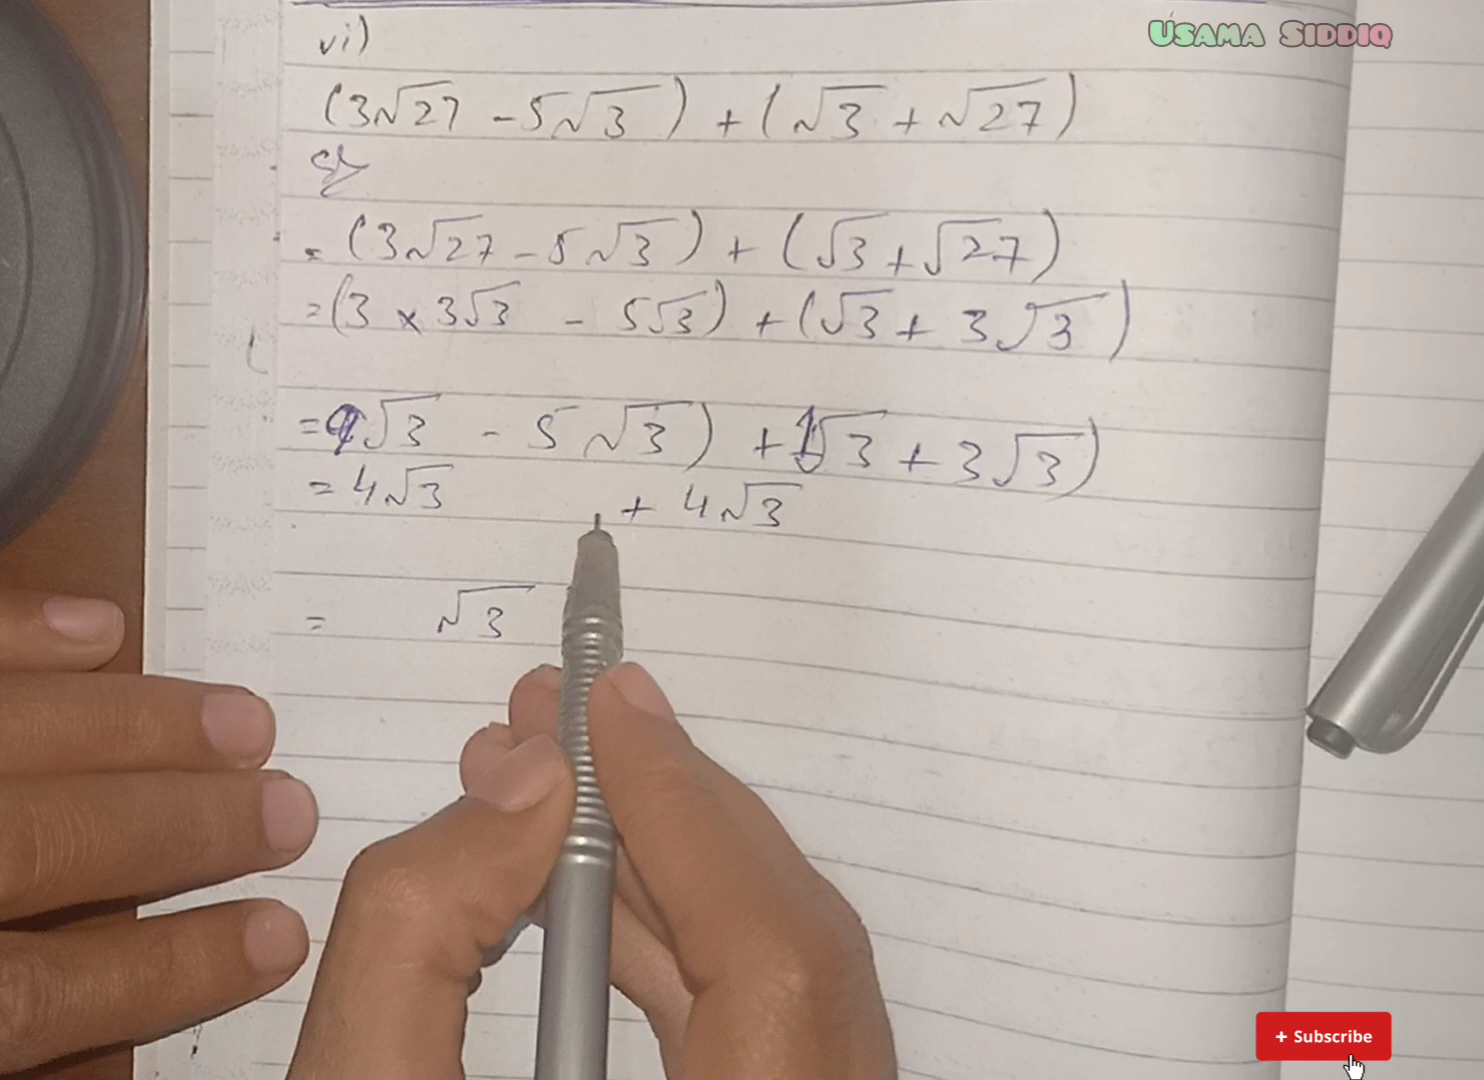 USAMA SIDDIQ
vi)
(3√27 - 5√3) + (√3 + √27)
= (3√27 - 5√3) + (√3 + √27)
= (3 × 3√3 - 5√3) + (√3 + 3√3)
= 9√3 - 5√3) + 1√3 + 3√3)
= 4√3 + 4√3
= √3
+ Subscribe